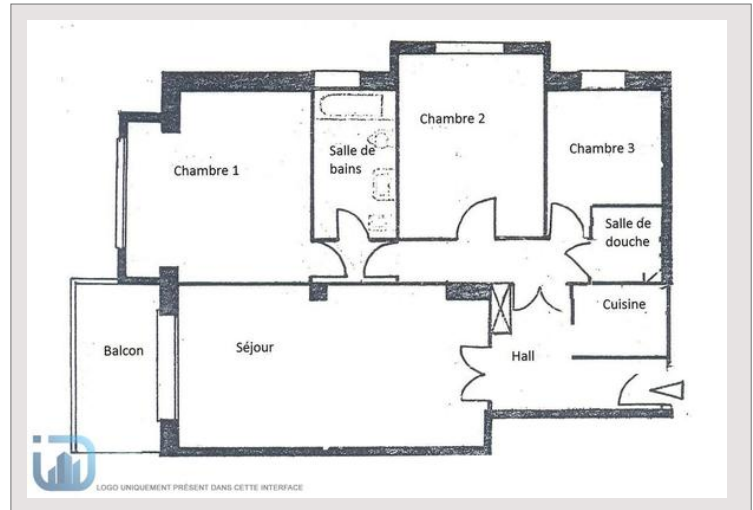 Chambre 2
Chambre 1
Salle de
bains
Chambre 3
Salle de
douche
Cuisine
Balcon
Séjour
Hall
LOGO UNIQUEMENT PRÉSENT DANS CETTE INTERFACE